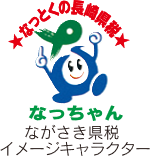 ★なっとくの長崎県税★
なっちゃん
ながさき県税
イメージキャラクター